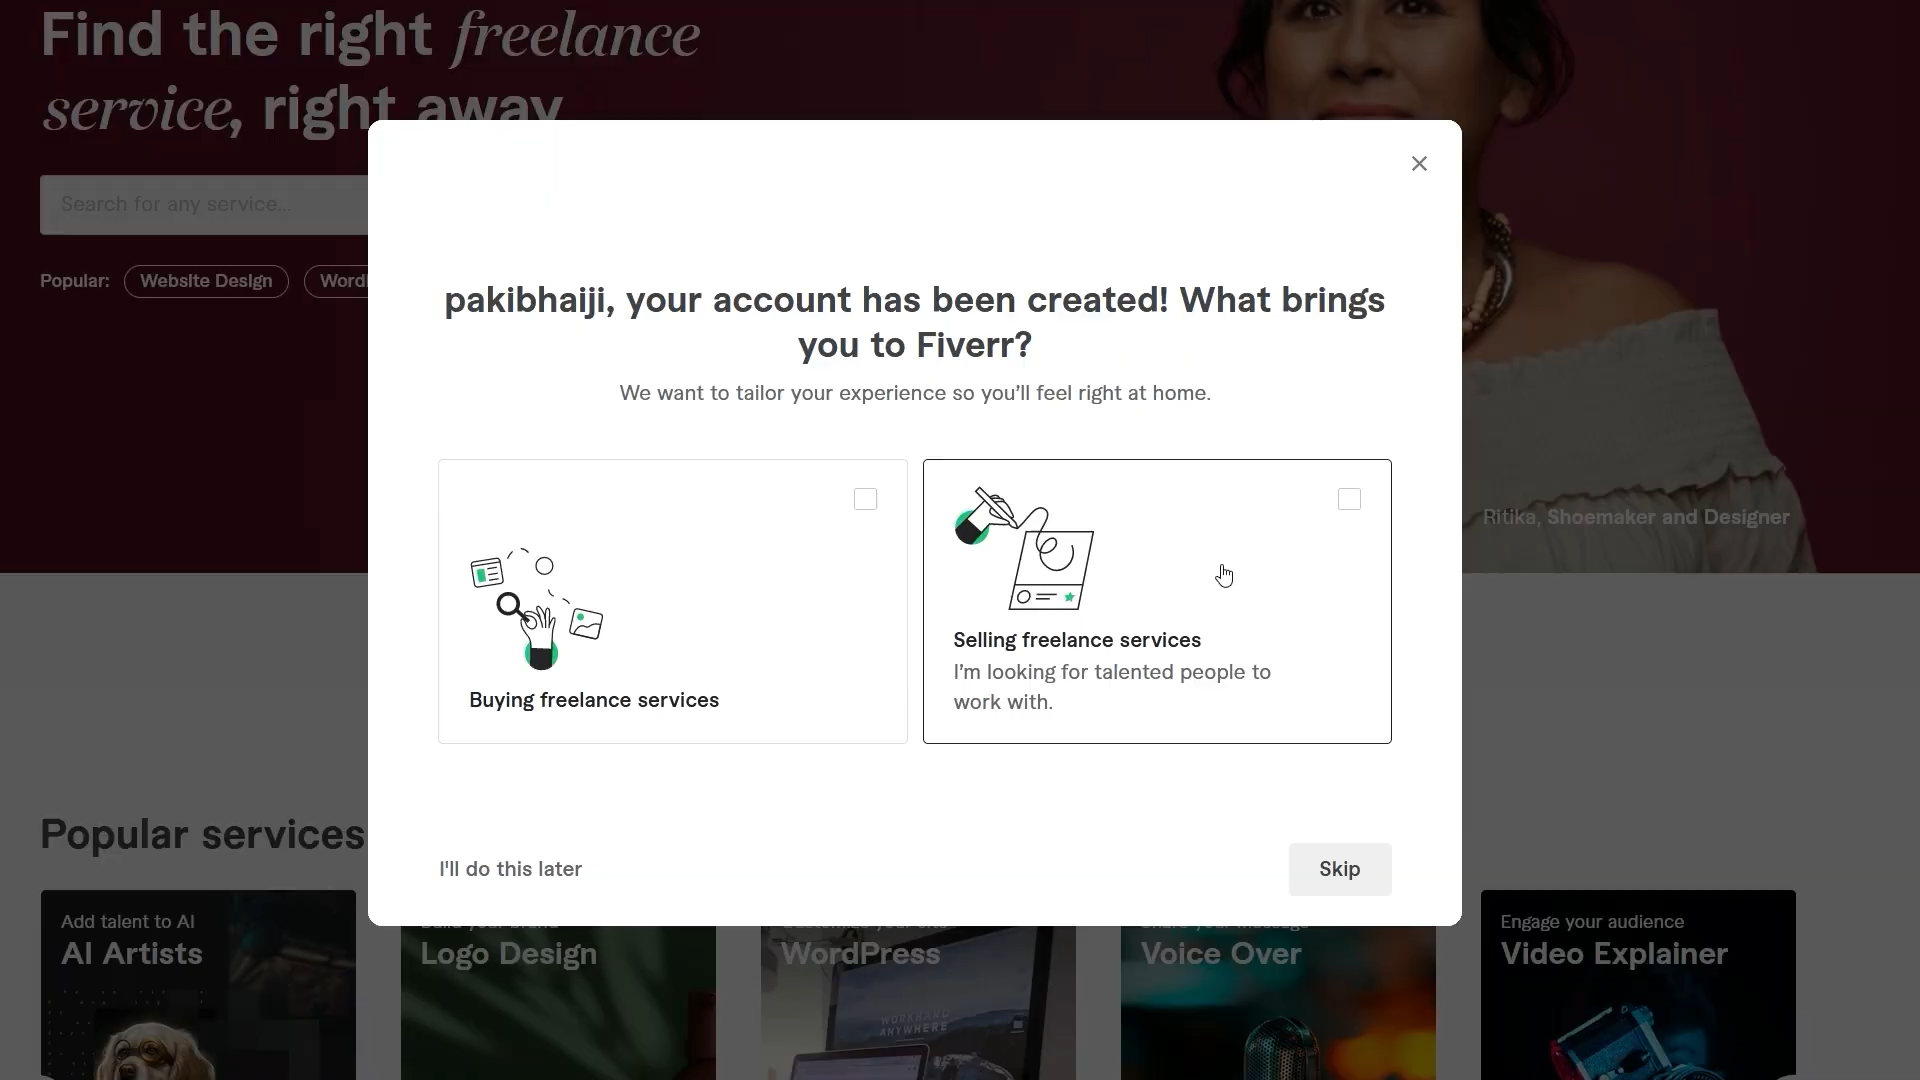 Find the right freelance
service, right away
Search for any service...
Popular:
Website Design
pakibhaiji, your account has been created! What brings
you to Fiverr?
We want to tailor your experience so you'll feel right at home.
Buying freelance services
Selling freelance services
I'm looking for talented people to
work with.
Ritika, Shoemaker and Designer
I'll do this later
Skip
Popular services
Add talent to AI
AI Artists
Logo Design
WordPress
WORK HARD
ANYWHERE
Voice Over
Engage your audience
Video Explainer